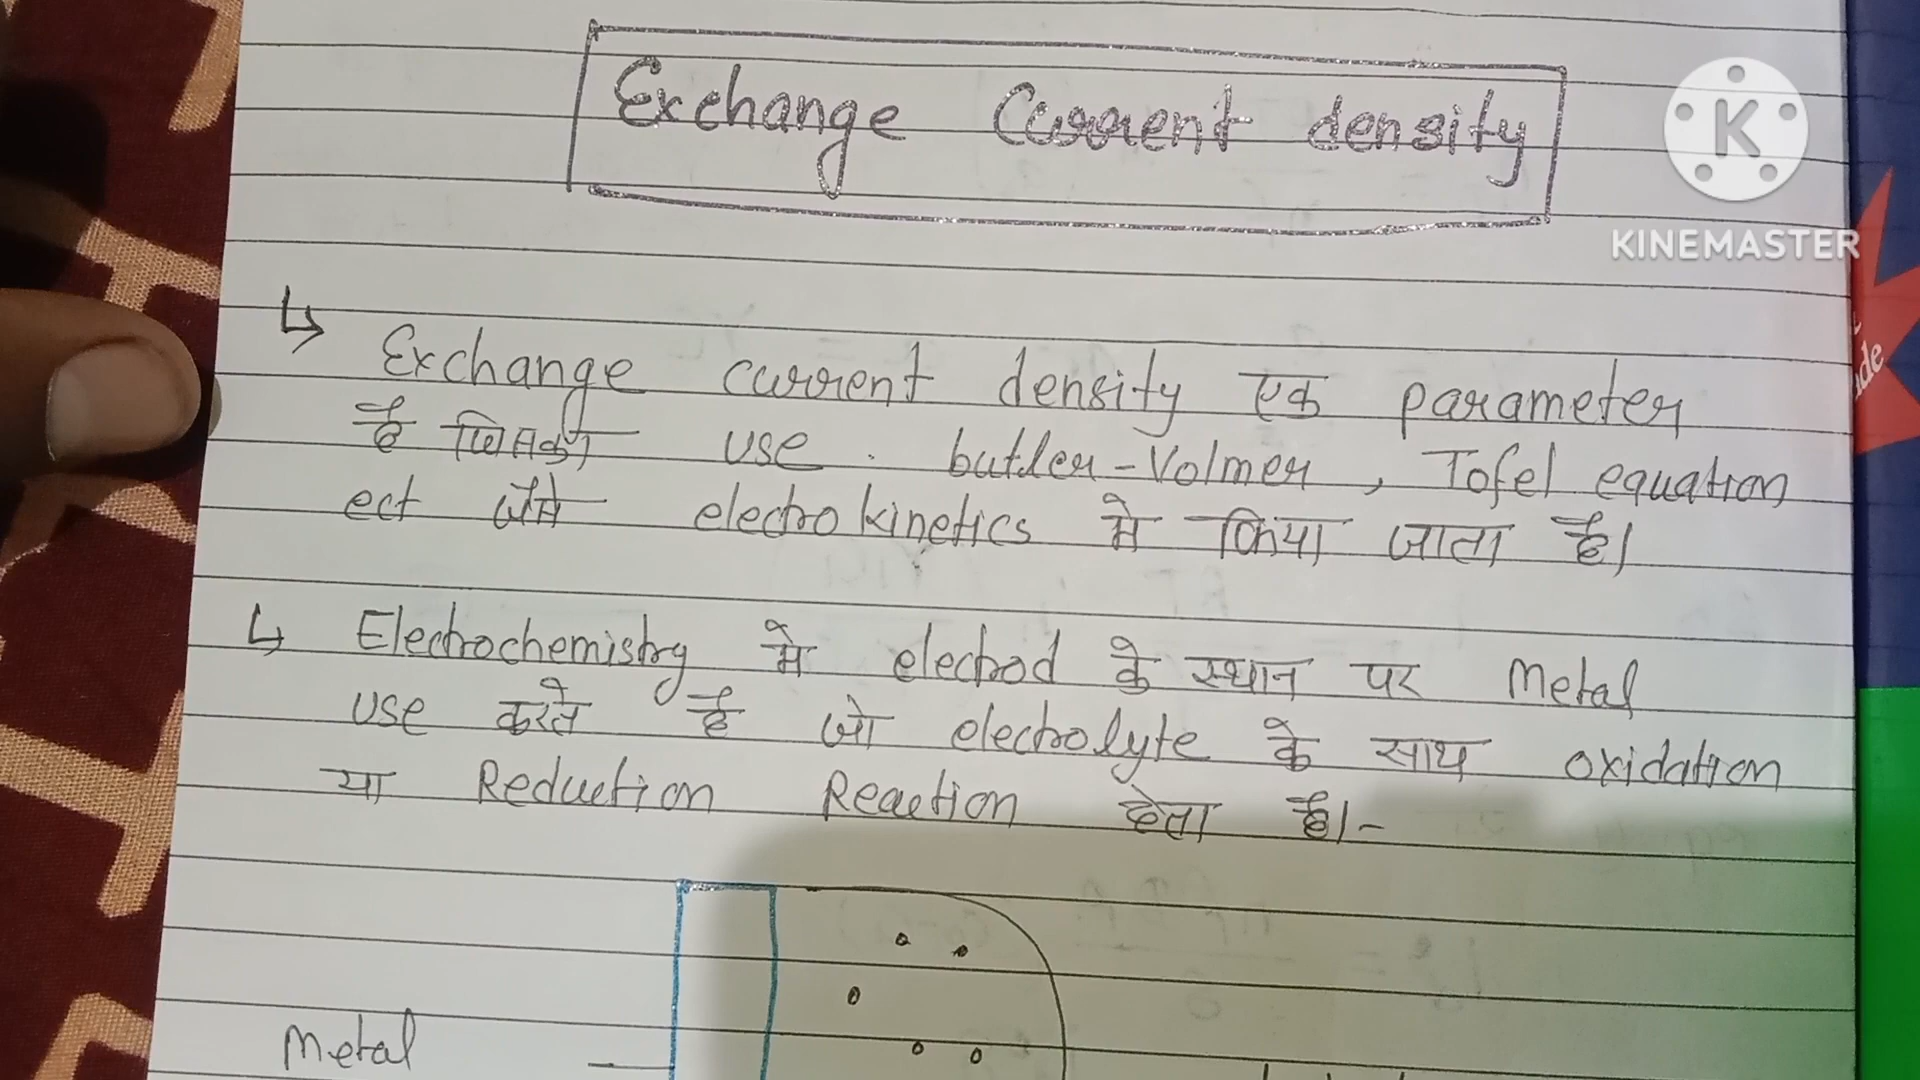 Exchange Current density
K
KINEMASTER
↳ Exchange current density एक parameter
है जिसका use . butler-Volmer, Tofel equation
ect जैसे electrokinetics मे किया जाता है।
↳ Electrochemistry मे electrod के स्थान पर Metal
use करते है जो electrolyte के साथ oxidation
या Reduction Reaction देता है।-
Metal
de